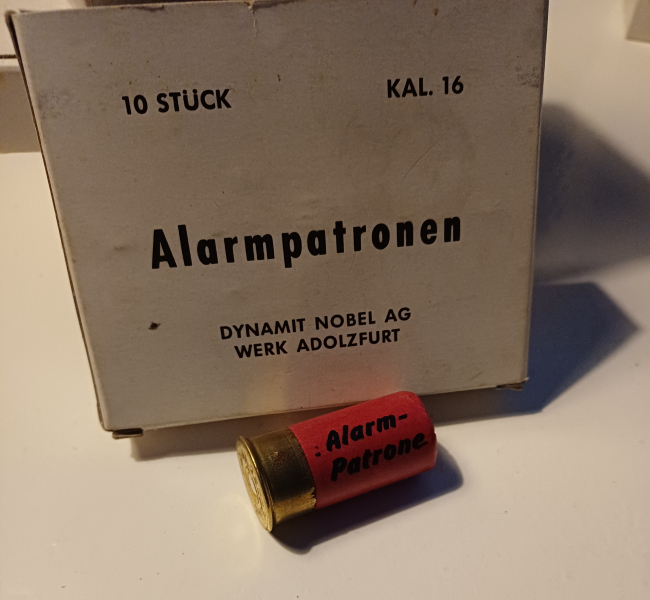 10 STÜCK KAL. 16
Alarmpatronen
DYNAMIT NOBEL AG
WERK ADOLZFURT
Alarm-
Patrone